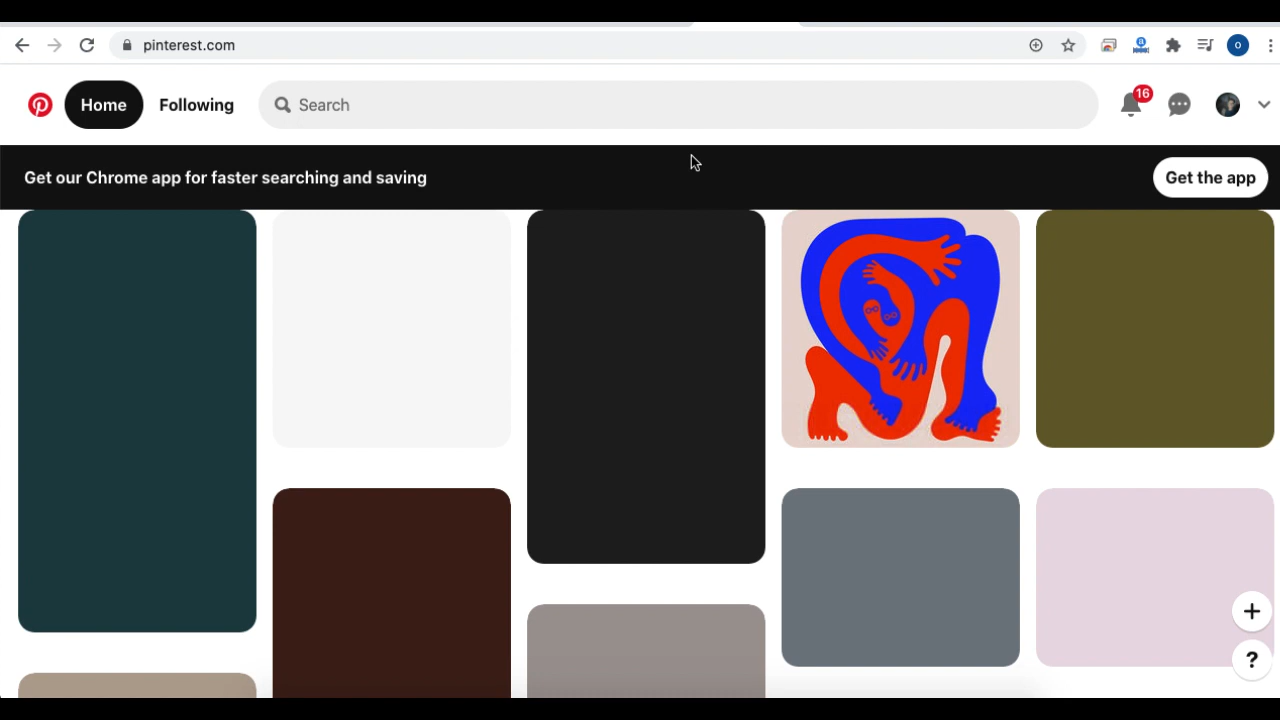 pinterest.com
Home
Following
Search
16
Get our Chrome app for faster searching and saving
Get the app